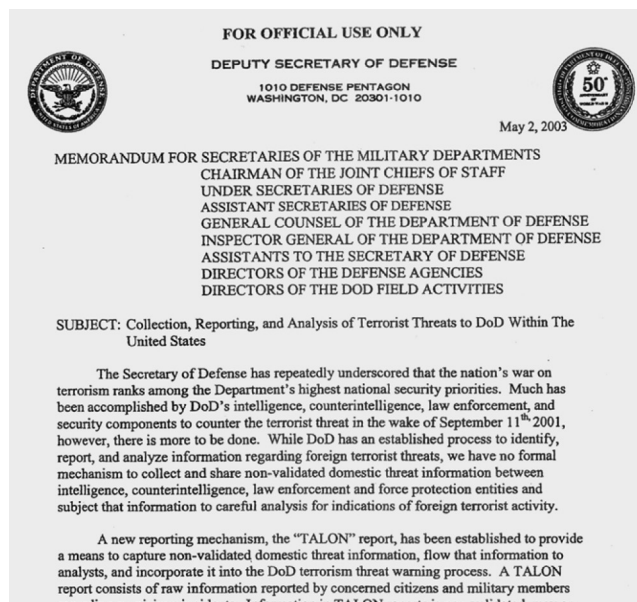 FOR OFFICIAL USE ONLY
DEPUTY SECRETARY OF DEFENSE
1010 DEFENSE PENTAGON
WASHINGTON, DC 20301-1010
DEPARTMENT OF DEFENSE
UNITED STATES OF AMERICA
50
ANNIVERSARY
OF
WORLD WAR II
May 2, 2003
MEMORANDUM FOR SECRETARIES OF THE MILITARY DEPARTMENTS
CHAIRMAN OF THE JOINT CHIEFS OF STAFF
UNDER SECRETARIES OF DEFENSE
ASSISTANT SECRETARIES OF DEFENSE
GENERAL COUNSEL OF THE DEPARTMENT OF DEFENSE
INSPECTOR GENERAL OF THE DEPARTMENT OF DEFENSE
ASSISTANTS TO THE SECRETARY OF DEFENSE
DIRECTORS OF THE DEFENSE AGENCIES
DIRECTORS OF THE DOD FIELD ACTIVITIES
SUBJECT: Collection, Reporting, and Analysis of Terrorist Threats to DoD Within The
United States
The Secretary of Defense has repeatedly underscored that the nation's war on
terrorism ranks among the Department's highest national security priorities. Much has
been accomplished by DoD's intelligence, counterintelligence, law enforcement, and
security components to counter the terrorist threat in the wake of September 11th, 2001,
however, there is more to be done. While DoD has an established process to identify,
report, and analyze information regarding foreign terrorist threats, we have no formal
mechanism to collect and share non-validated domestic threat information between
intelligence, counterintelligence, law enforcement and force protection entities and
subject that information to careful analysis for indications of foreign terrorist activity.
A new reporting mechanism, the "TALON" report, has been established to provide
a means to capture non-validated domestic threat information, flow that information to
analysts, and incorporate it into the DoD terrorism threat warning process. A TALON
report consists of raw information reported by concerned citizens and military members